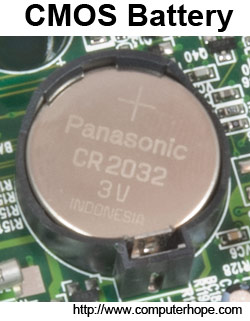 CMOS Battery
+
Panasonic
CR2032
3V
INDONESIA
http://www.computerhope.com